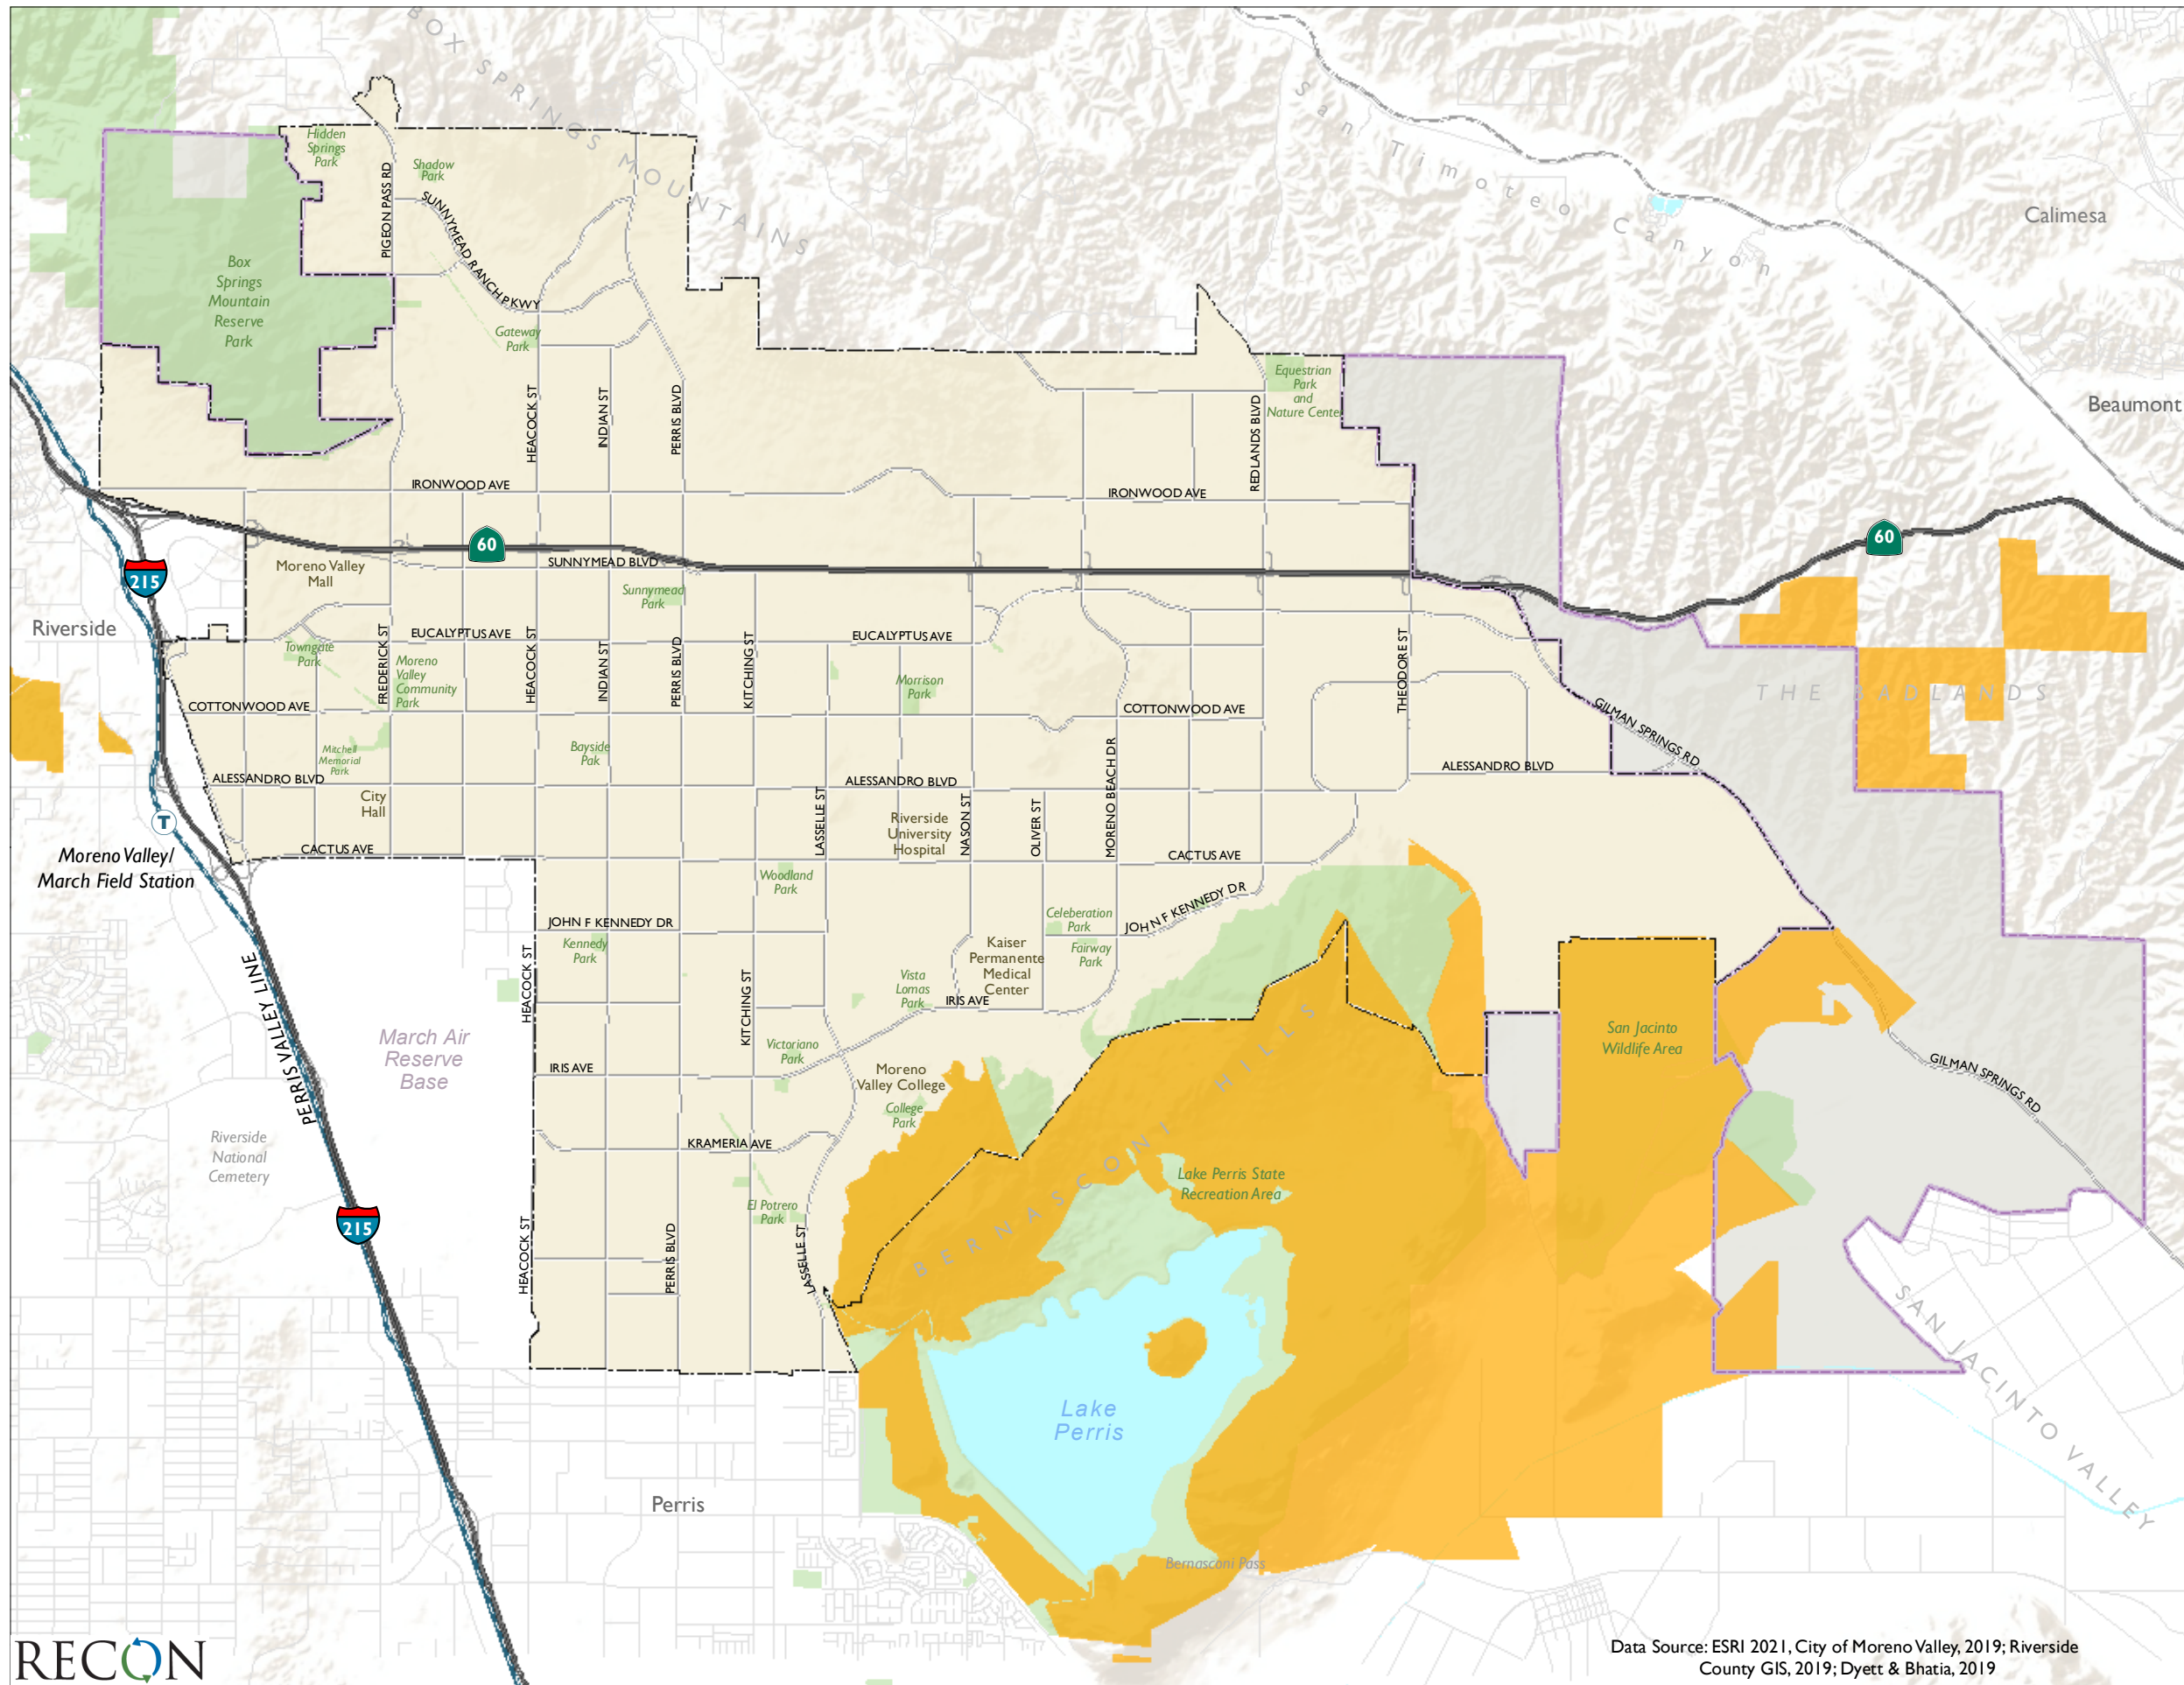 BOX SPRINGS MOUNTAINS
San Timoteo Canyon
Calimesa
Beaumont
Hidden
Springs
Park
Shadow
Park
PIGEON PASS RD
SUNNYMEAD RANCH PKWY
Box
Springs
Mountain
Reserve
Park
Gateway
Park
Equestrian
Park
and
Nature Center
HEACOCK ST
INDIAN ST
PERRIS BLVD
REDLANDS BLVD
IRONWOOD AVE
IRONWOOD AVE
60
60
215
Moreno Valley
Mall
SUNNYMEAD BLVD
Sunnymead
Park
Riverside
EUCALYPTUS AVE
EUCALYPTUS AVE
Towngate
Park
FREDERICK ST
Moreno
Valley
Community
Park
HEACOCK ST
INDIAN ST
PERRIS BLVD
KITCHING ST
Morrison
Park
THEODORE ST
THE BADLANDS
GILMAN SPRINGS RD
COTTONWOOD AVE
COTTONWOOD AVE
Mitchell
Memorial
Park
Bayside
Pak
MORENO BEACH DR
ALESSANDRO BLVD
ALESSANDRO BLVD
ALESSANDRO BLVD
City
Hall
LASSELLE ST
Riverside
University
Hospital
NASON ST
OLIVER ST
T
Moreno Valley/
March Field Station
CACTUS AVE
CACTUS AVE
Woodland
Park
JOHN F KENNEDY DR
JOHN F KENNEDY DR
Celeberation
Park
Fairway
Park
Kennedy
Park
Kaiser
Permanente
Medical
Center
HEACOCK ST
KITCHING ST
Vista
Lomas
Park
IRIS AVE
PERRIS VALLEY LINE
March Air
Reserve
Base
San Jacinto
Wildlife Area
Victoriano
Park
IRIS AVE
Moreno
Valley College
College
Park
GILMAN SPRINGS RD
BERNASCONI HILLS
Riverside
National
Cemetery
KRAMERIA AVE
Lake Perris State
Recreation Area
El Potrero
Park
215
HEACOCK ST
PERRIS BLVD
LASSELLE ST
SAN JACINTO VALLEY
Lake
Perris
Perris
Bernasconi Pass
RECON
Data Source: ESRI 2021, City of Moreno Valley, 2019; Riverside
County GIS, 2019; Dyett & Bhatia, 2019